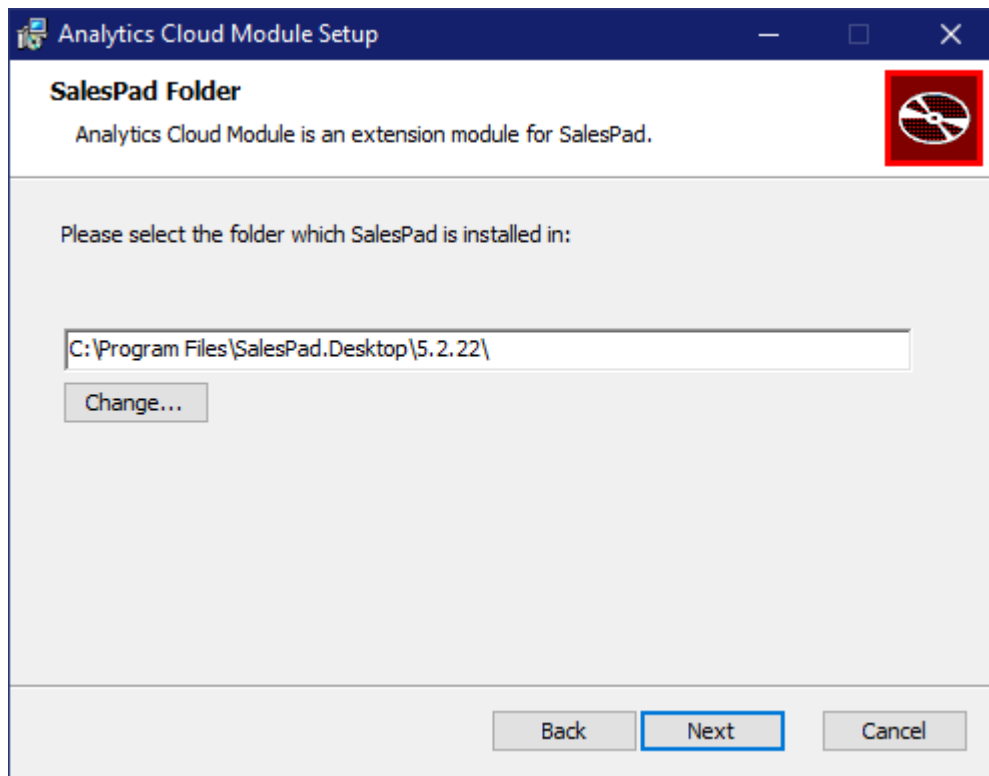 Analytics Cloud Module Setup
SalesPad Folder
Analytics Cloud Module is an extension module for SalesPad.
Please select the folder which SalesPad is installed in:
C:\Program Files\SalesPad.Desktop\5.2.22\
Change...
Back Next Cancel